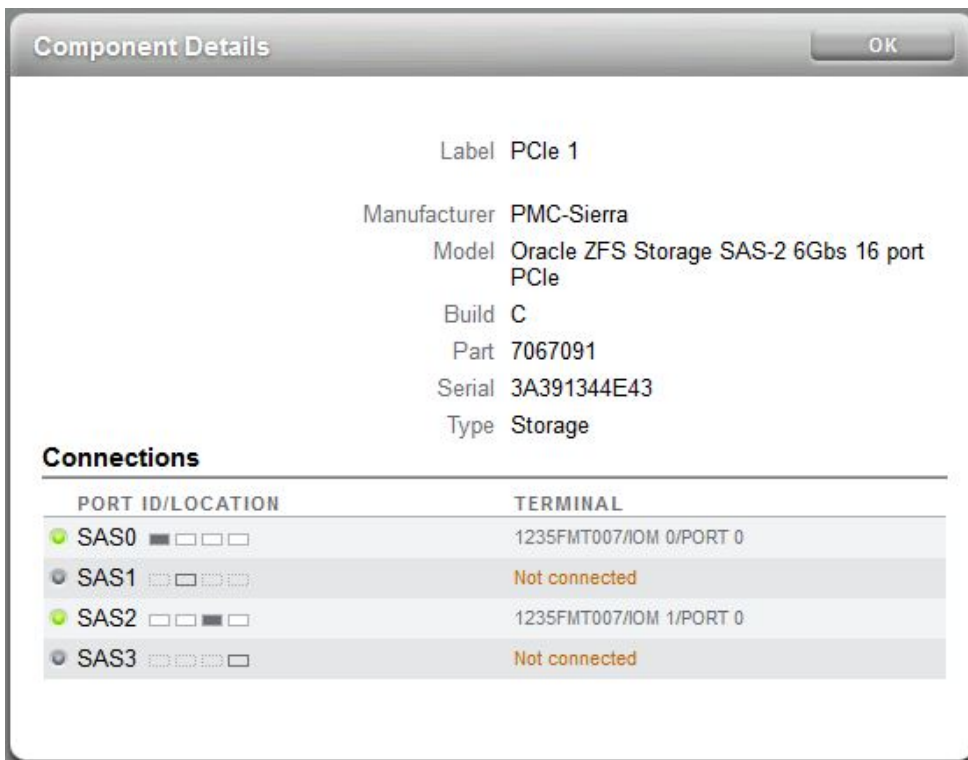 Component Details
OK
Label PCIe 1
Manufacturer PMC-Sierra
Model Oracle ZFS Storage SAS-2 6Gbs 16 port
PCIe
Build C
Part 7067091
Serial 3A391344E43
Type Storage
Connections
PORT ID/LOCATION TERMINAL
SAS0 1235FMT007/IOM 0/PORT 0
SAS1 Not connected
SAS2 1235FMT007/IOM 1/PORT 0
SAS3 Not connected